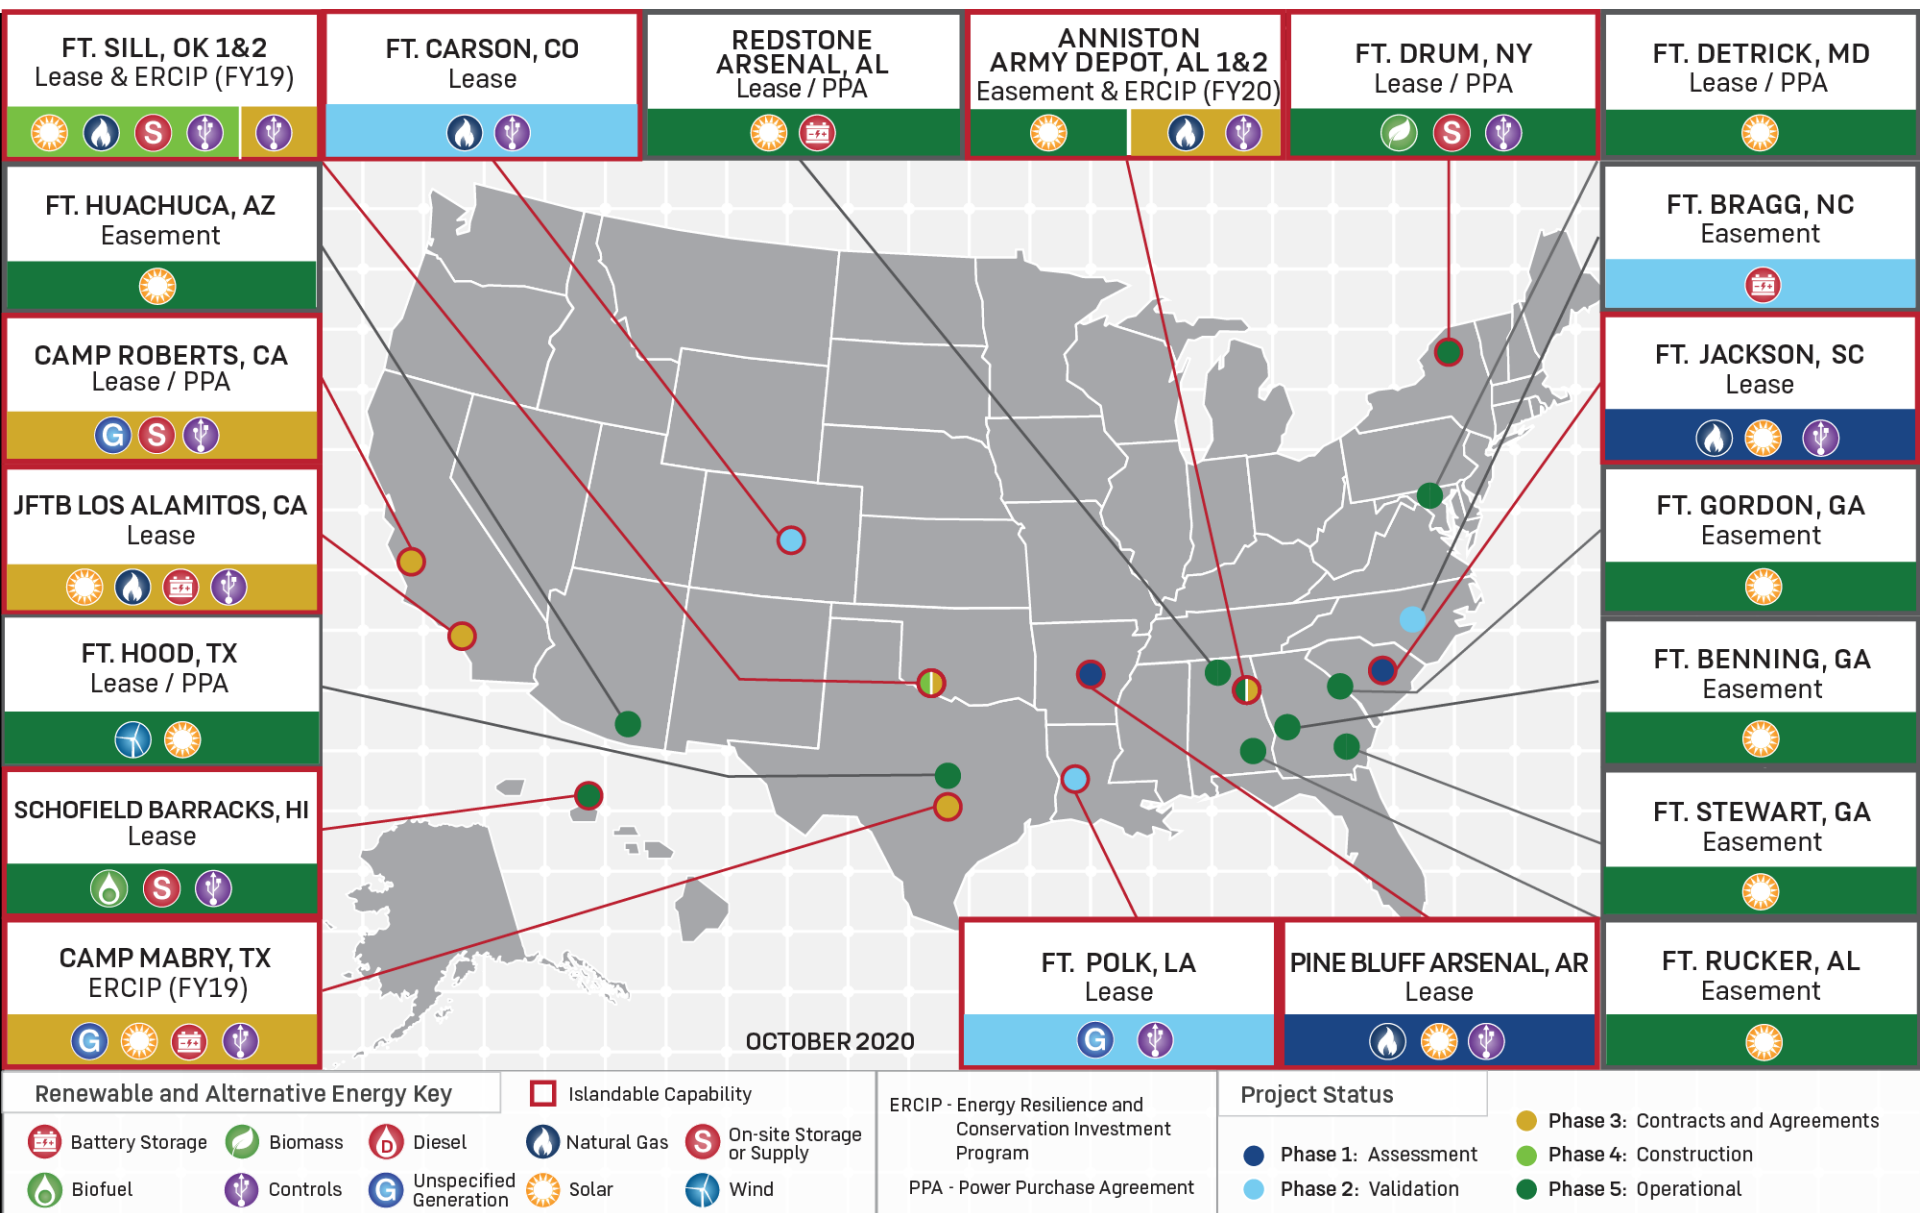 FT. SILL, OK 1&2
Lease & ERCIP (FY19)
S
FT. CARSON, CO
Lease
REDSTONE
ARSENAL, AL
Lease / PPA
ANNISTON
ARMY DEPOT, AL 1&2
Easement & ERCIP (FY20)
FT. DRUM, NY
Lease / PPA
S
FT. DETRICK, MD
Lease / PPA
FT. HUACHUCA, AZ
Easement
CAMP ROBERTS, CA
Lease / PPA
G S
JFTB LOS ALAMITOS, CA
Lease
FT. HOOD, TX
Lease / PPA
SCHOFIELD BARRACKS, HI
Lease
S
CAMP MABRY, TX
ERCIP (FY19)
G
FT. BRAGG, NC
Easement
FT. JACKSON, SC
Lease
FT. GORDON, GA
Easement
FT. BENNING, GA
Easement
FT. STEWART, GA
Easement
FT. RUCKER, AL
Easement
OCTOBER 2020
FT. POLK, LA
Lease
G
PINE BLUFF ARSENAL, AR
Lease
Renewable and Alternative Energy Key
Islandable Capability
Battery Storage
Biomass
D
Diesel
Natural Gas
S
On-site Storage
or Supply
Biofuel
Controls
G
Unspecified
Generation
Solar
Wind
ERCIP - Energy Resilience and
Conservation Investment
Program
PPA - Power Purchase Agreement
Project Status
Phase 1: Assessment
Phase 2: Validation
Phase 3: Contracts and Agreements
Phase 4: Construction
Phase 5: Operational